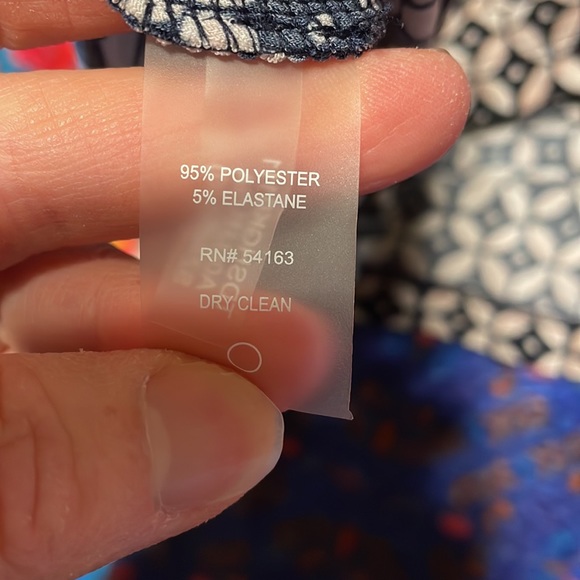 95% POLYESTER
5% ELASTANE
RN# 54163
DRY CLEAN